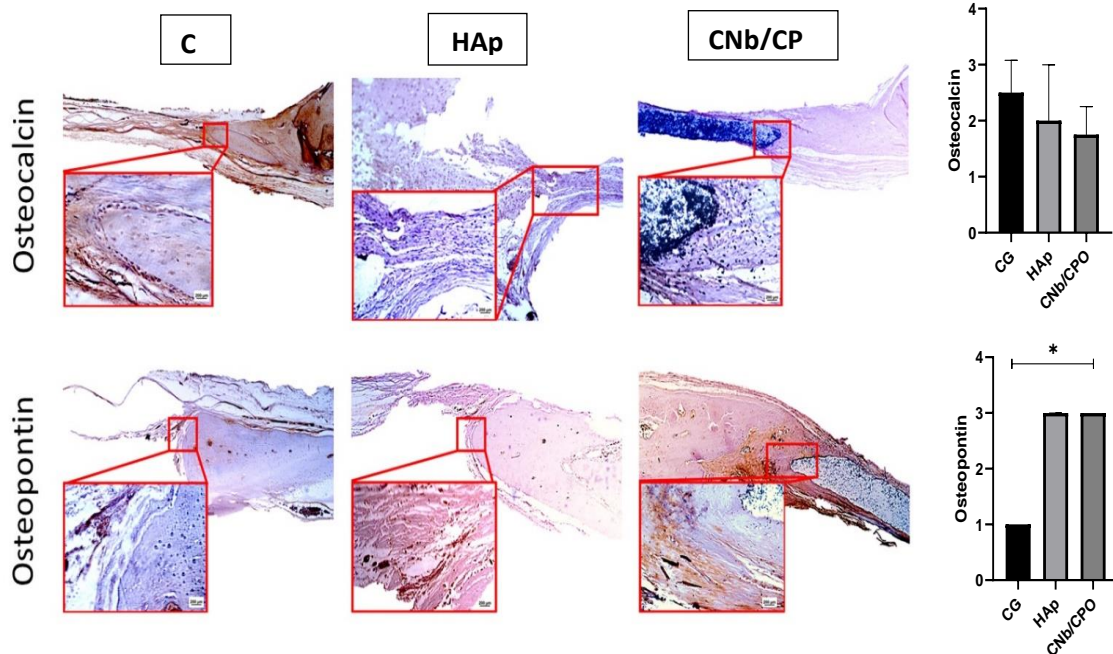 C
HAp
CNb/CP
Osteocalcin
Osteocalcin
4
3
2
1
0
CG
HAp
CNb/CPO
Osteopontin
Osteopontin
*
4
3
2
1
0
CG
HAp
CNb/CPO